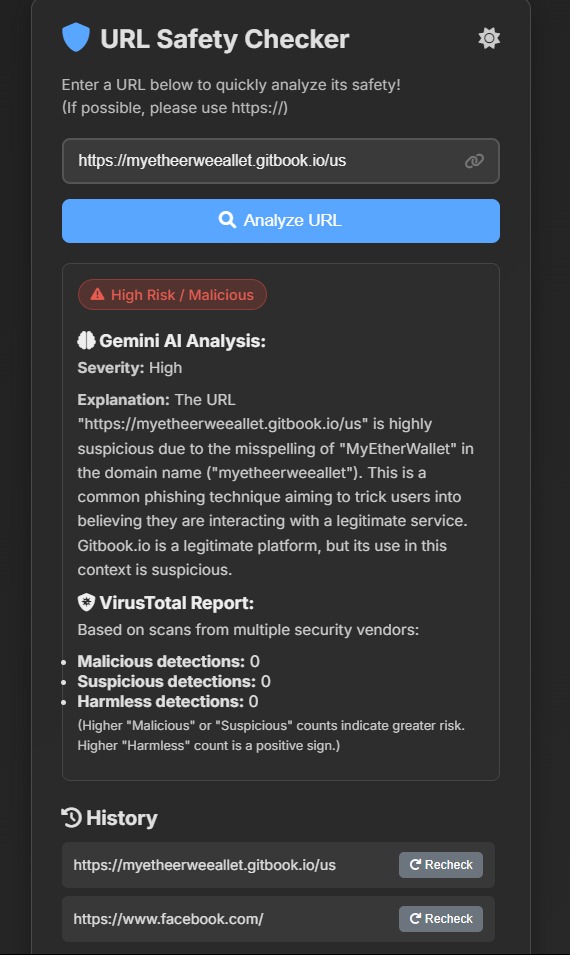 URL Safety Checker
Enter a URL below to quickly analyze its safety!
(If possible, please use https://)
https://myetheerweeallet.gitbook.io/us
Analyze URL
High Risk / Malicious
Gemini AI Analysis:
Severity: High
Explanation: The URL
"https://myetheerweeallet.gitbook.io/us" is highly
suspicious due to the misspelling of "MyEtherWallet" in
the domain name ("myetheerweeallet"). This is a
common phishing technique aiming to trick users into
believing they are interacting with a legitimate service.
Gitbook.io is a legitimate platform, but its use in this
context is suspicious.
VirusTotal Report:
Based on scans from multiple security vendors:
• Malicious detections: 0
• Suspicious detections: 0
• Harmless detections: 0
(Higher "Malicious" or "Suspicious" counts indicate greater risk.
Higher "Harmless" count is a positive sign.)
History
https://myetheerweeallet.gitbook.io/us Recheck
https://www.facebook.com/ Recheck